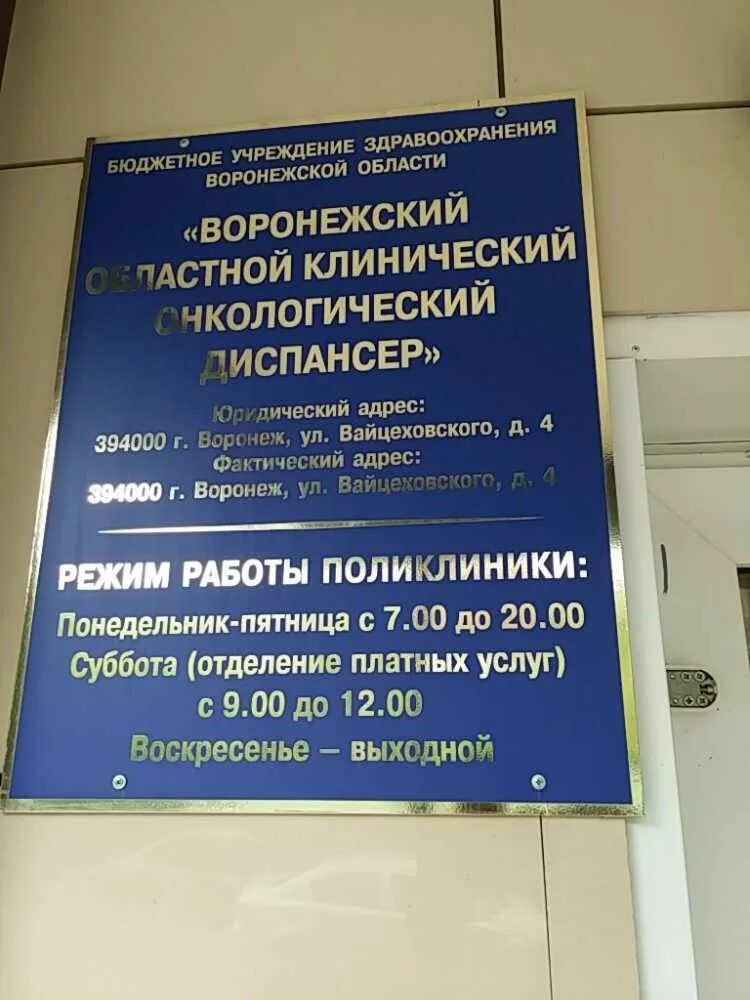 БЮДЖЕТНОЕ УЧРЕЖДЕНИЕ ЗДРАВООХРАНЕНИЯ
ВОРОНЕЖСКОЙ ОБЛАСТИ
«ВОРОНЕЖСКИЙ
ОБЛАСТНОЙ КЛИНИЧЕСКИЙ
ОНКОЛОГИЧЕСКИЙ
ДИСПАНСЕР»
Юридический адрес:
394000 г. Воронеж, ул. Вайцеховского, д. 4
Фактический адрес:
394000 г. Воронеж, ул. Вайцеховского, д. 4
РЕЖИМ РАБОТЫ ПОЛИКЛИНИКИ:
Понедельник-пятница с 7.00 до 20.00
Суббота (отделение платных услуг)
с 9.00 до 12.00
Воскресенье – выходной